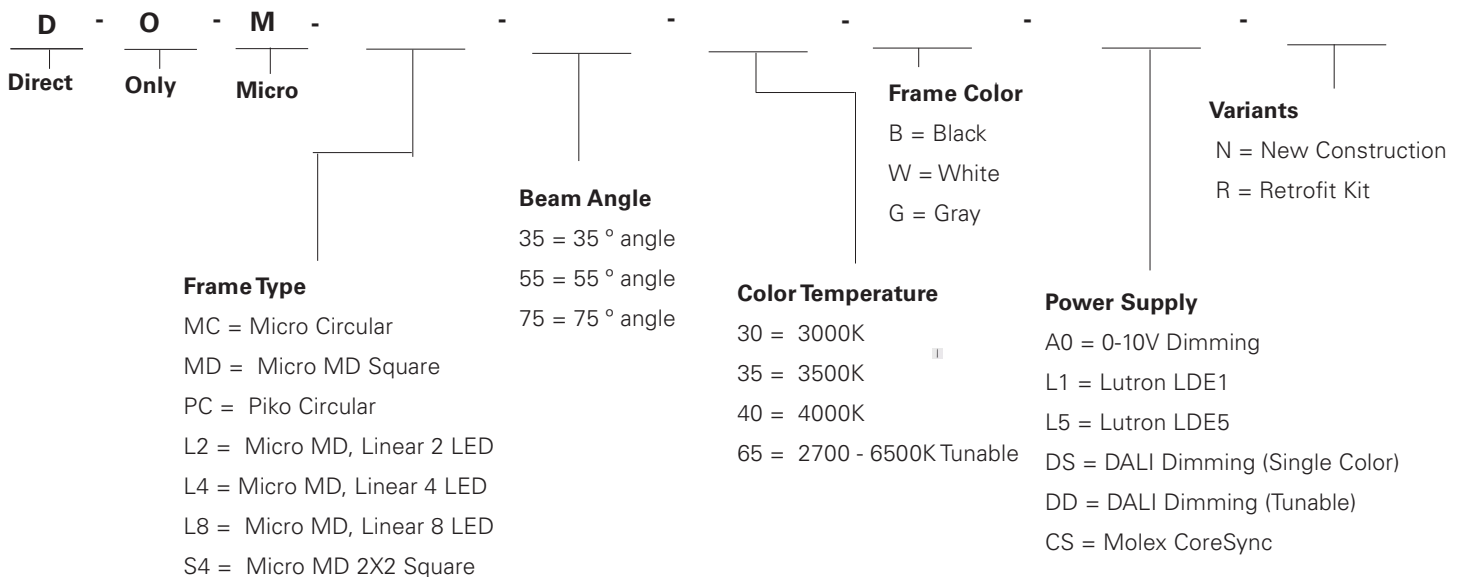 D - O - M - - - - - -
Direct
Only
Micro
Frame Type
MC = Micro Circular
MD = Micro MD Square
PC = Piko Circular
L2 = Micro MD, Linear 2 LED
L4 = Micro MD, Linear 4 LED
L8 = Micro MD, Linear 8 LED
S4 = Micro MD 2X2 Square
Beam Angle
35 = 35 º angle
55 = 55 º angle
75 = 75 º angle
Color Temperature
30 = 3000K
35 = 3500K
40 = 4000K
65 = 2700 - 6500K Tunable
Frame Color
B = Black
W = White
G = Gray
Power Supply
A0 = 0-10V Dimming
L1 = Lutron LDE1
L5 = Lutron LDE5
DS = DALI Dimming (Single Color)
DD = DALI Dimming (Tunable)
CS = Molex CoreSync
Variants
N = New Construction
R = Retrofit Kit